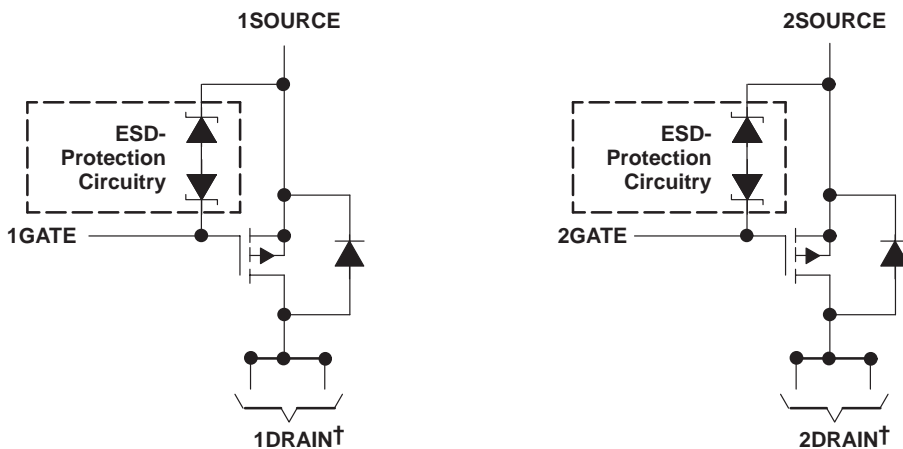 1SOURCE
2SOURCE
ESD-
Protection
Circuitry
ESD-
Protection
Circuitry
1GATE
2GATE
1DRAIN†
2DRAIN†